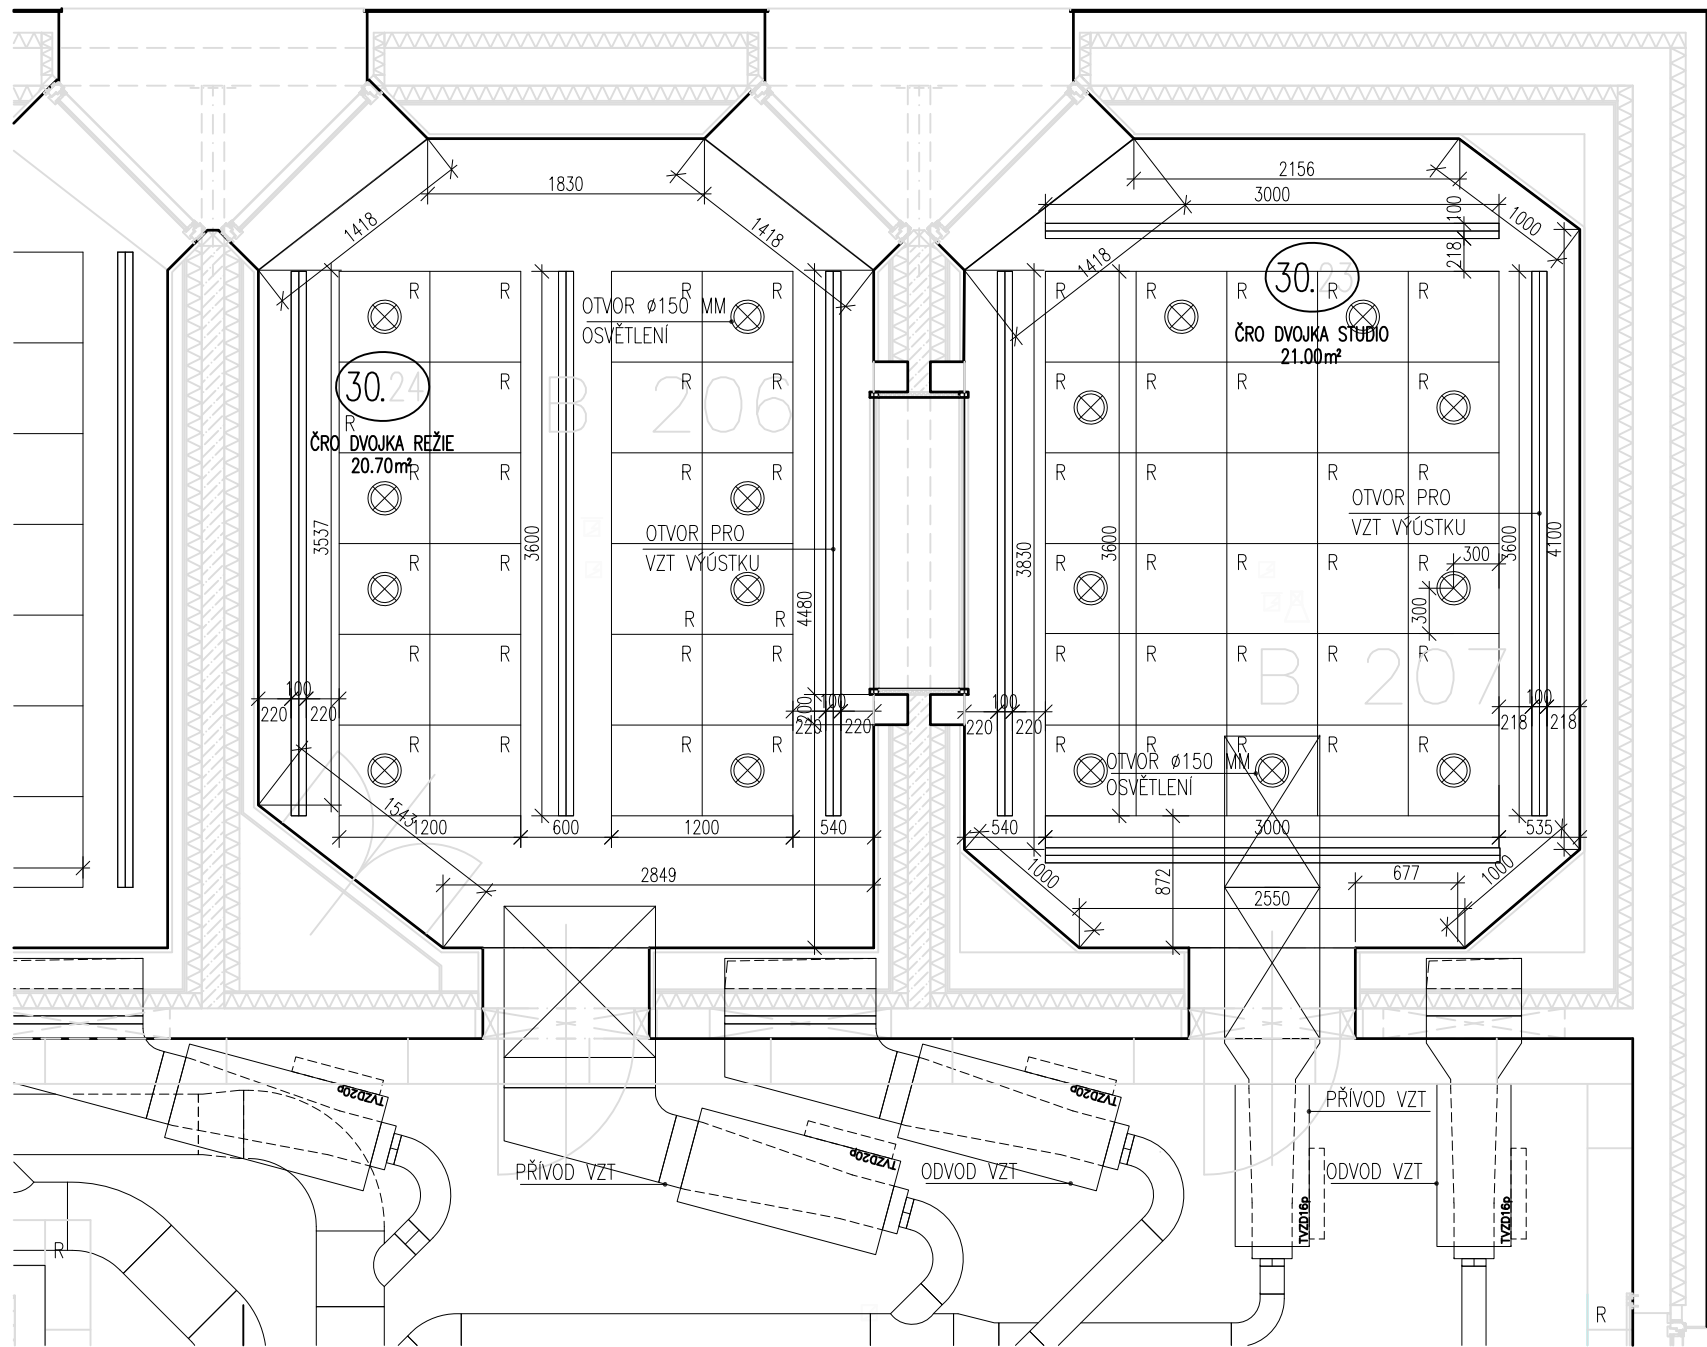 1830
2156
3000
100
1000
1418
1418
1418
218
30.23
ČRO DVOJKA STUDIO
21.00m²
R R R R
R R R R R
OTVOR ø150 MM
OSVĚTLENÍ
30.24
R
ČRO DVOJKA REŽIE
20.70m²
B 206
R R R
R R R
R R R R
OTVOR PRO
VZT VÝÚSTKU
OTVOR PRO
VZT VÝÚSTKU
3537
3600
4480
3830
3600
3600
4100
300
300
R R R R
R R R R R
R R R R
R R R R R
B 207
100
220 220
200
100
220 220
100
220 220
100
218 218
R R R R
R R R R R
OTVOR ø150 MM
OSVĚTLENÍ
1543
1200
600
1200
540
540
3000
535
2849
1000
872
677
1000
2550
TVZD20p
TVZD20p
TVZD20p
PŘÍVOD VZT
PŘÍVOD VZT
ODVOD VZT
ODVOD VZT
TVZD16p
TVZD16p
R
R